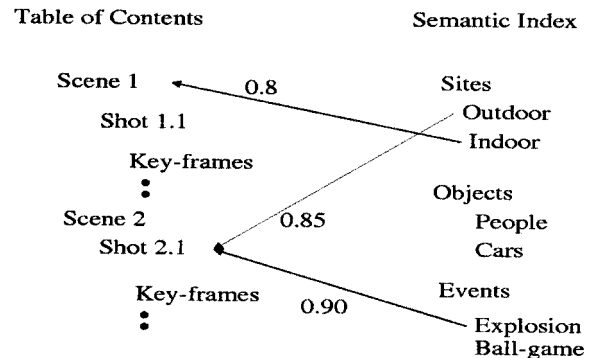 Table of Contents
Semantic Index
Scene 1
0.8
Sites
Outdoor
Shot 1.1
Indoor
Key-frames
Objects
Scene 2
0.85
People
Shot 2.1
Cars
Key-frames
0.90
Events
Explosion
Ball-game